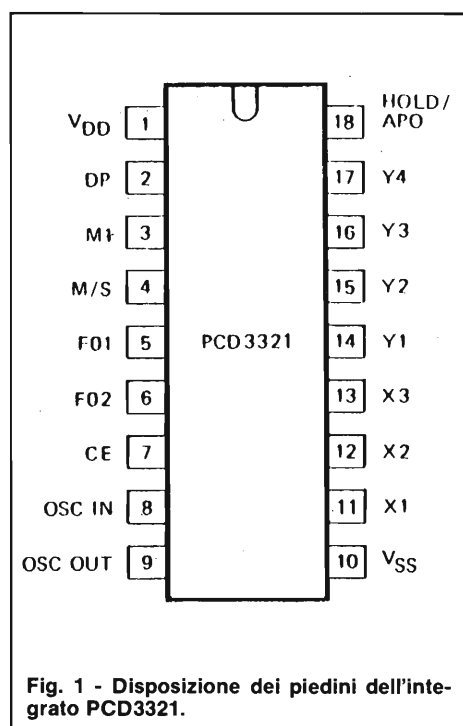 HOLD/
VDD 1 18 APO
DP 2 17 Y4
M1 3 16 Y3
M/S 4 15 Y2
F01 5 PCD3321 14 Y1
F02 6 13 X3
CE 7 12 X2
OSC IN 8 11 X1
OSC OUT 9 10 VSS
Fig. 1 - Disposizione dei piedini dell'inte-
grato PCD3321.